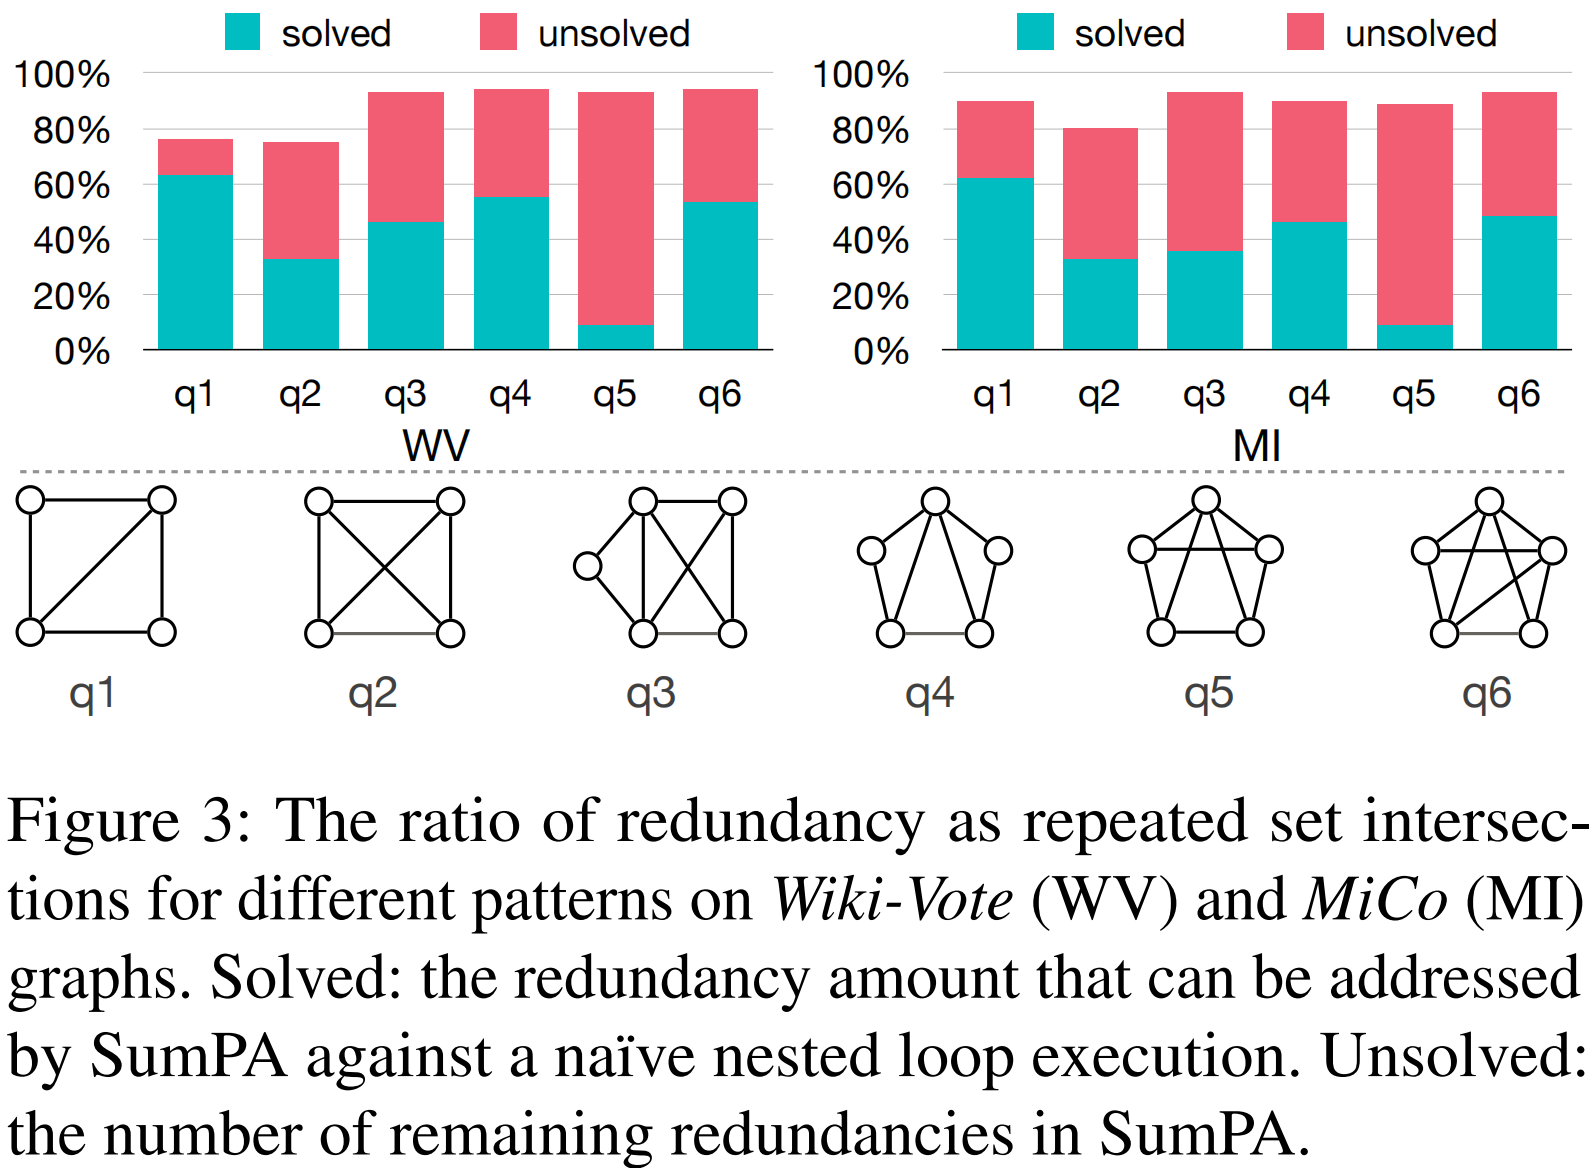 solved unsolved
100%
80%
60%
40%
20%
0%
q1 q2 q3 q4 q5 q6
WV
solved unsolved
100%
80%
60%
40%
20%
0%
q1 q2 q3 q4 q5 q6
MI
q1 q2 q3 q4 q5 q6
Figure 3: The ratio of redundancy as repeated set intersec-
tions for different patterns on Wiki-Vote (WV) and MiCo (MI)
graphs. Solved: the redundancy amount that can be addressed
by SumPA against a naïve nested loop execution. Unsolved:
the number of remaining redundancies in SumPA.